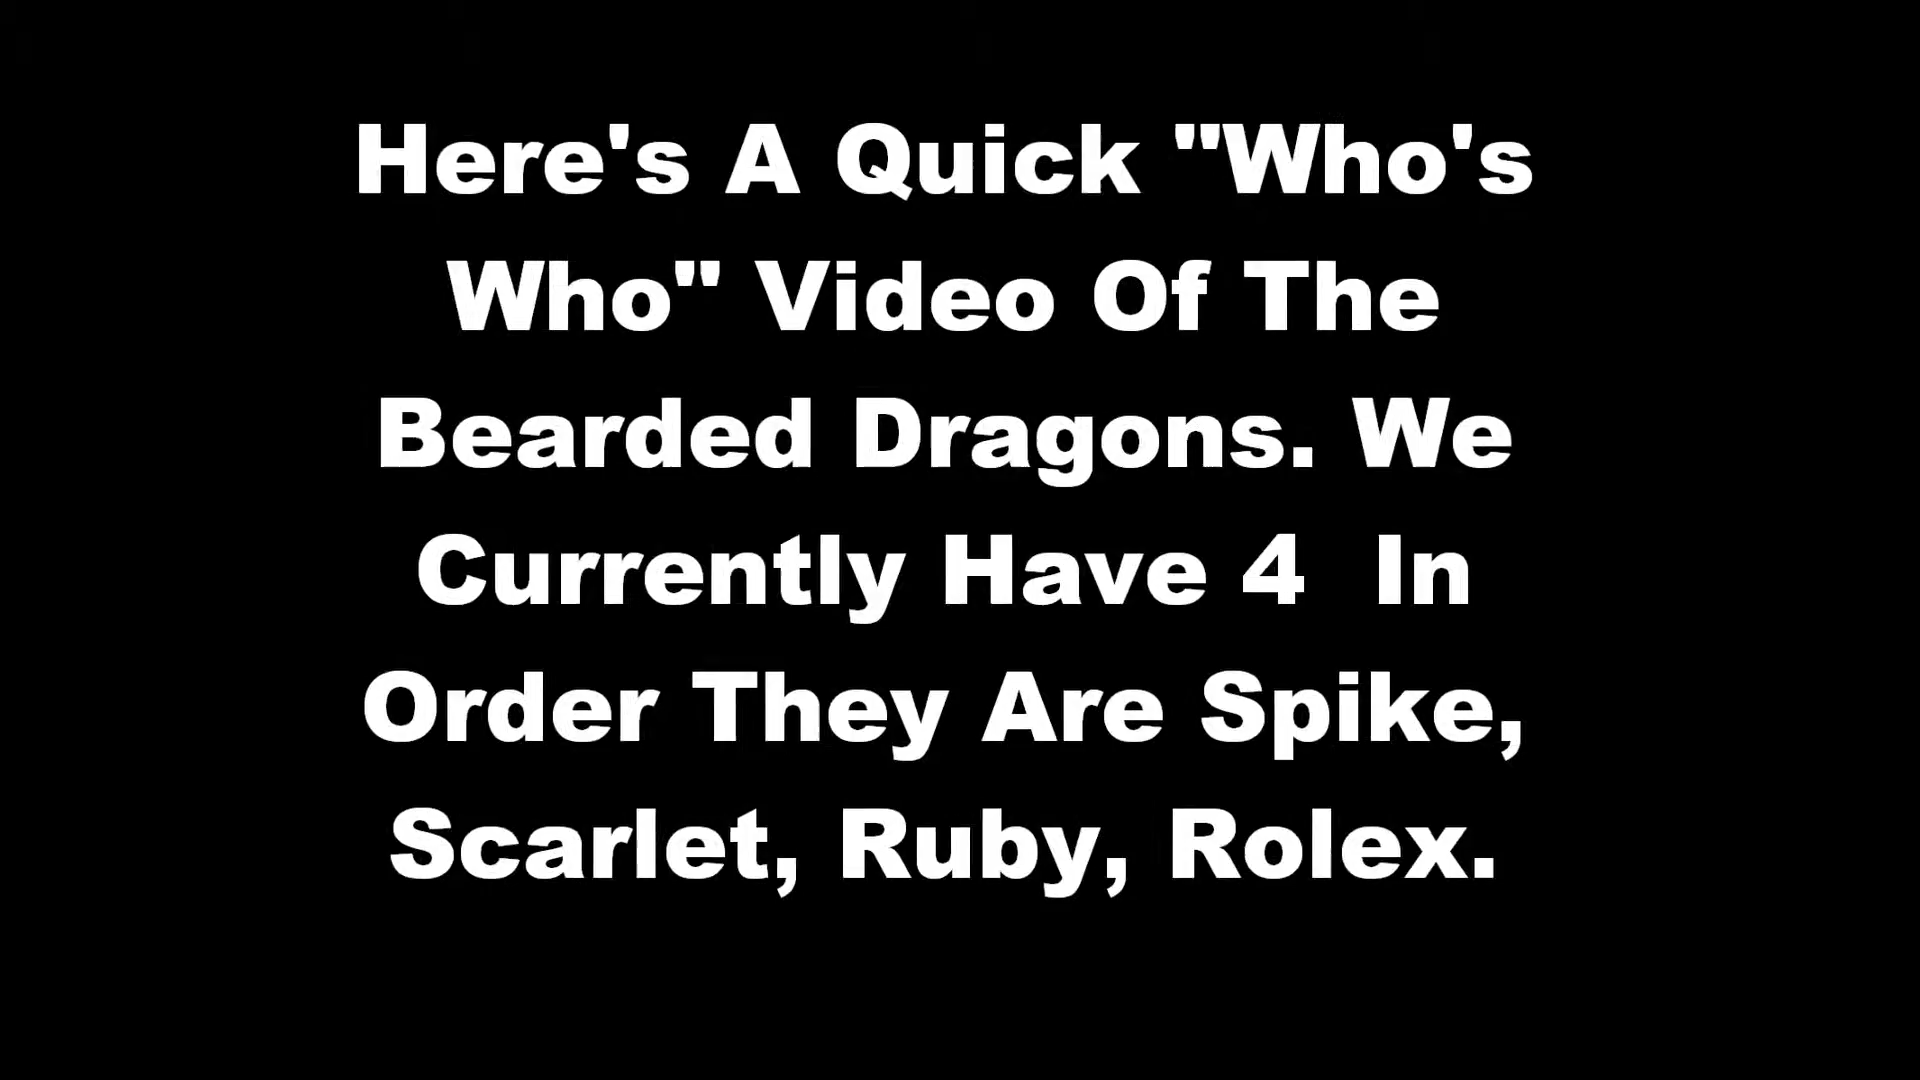 Here's A Quick "Who's
Who" Video Of The
Bearded Dragons. We
Currently Have 4  In
Order They Are Spike,
Scarlet, Ruby, Rolex.